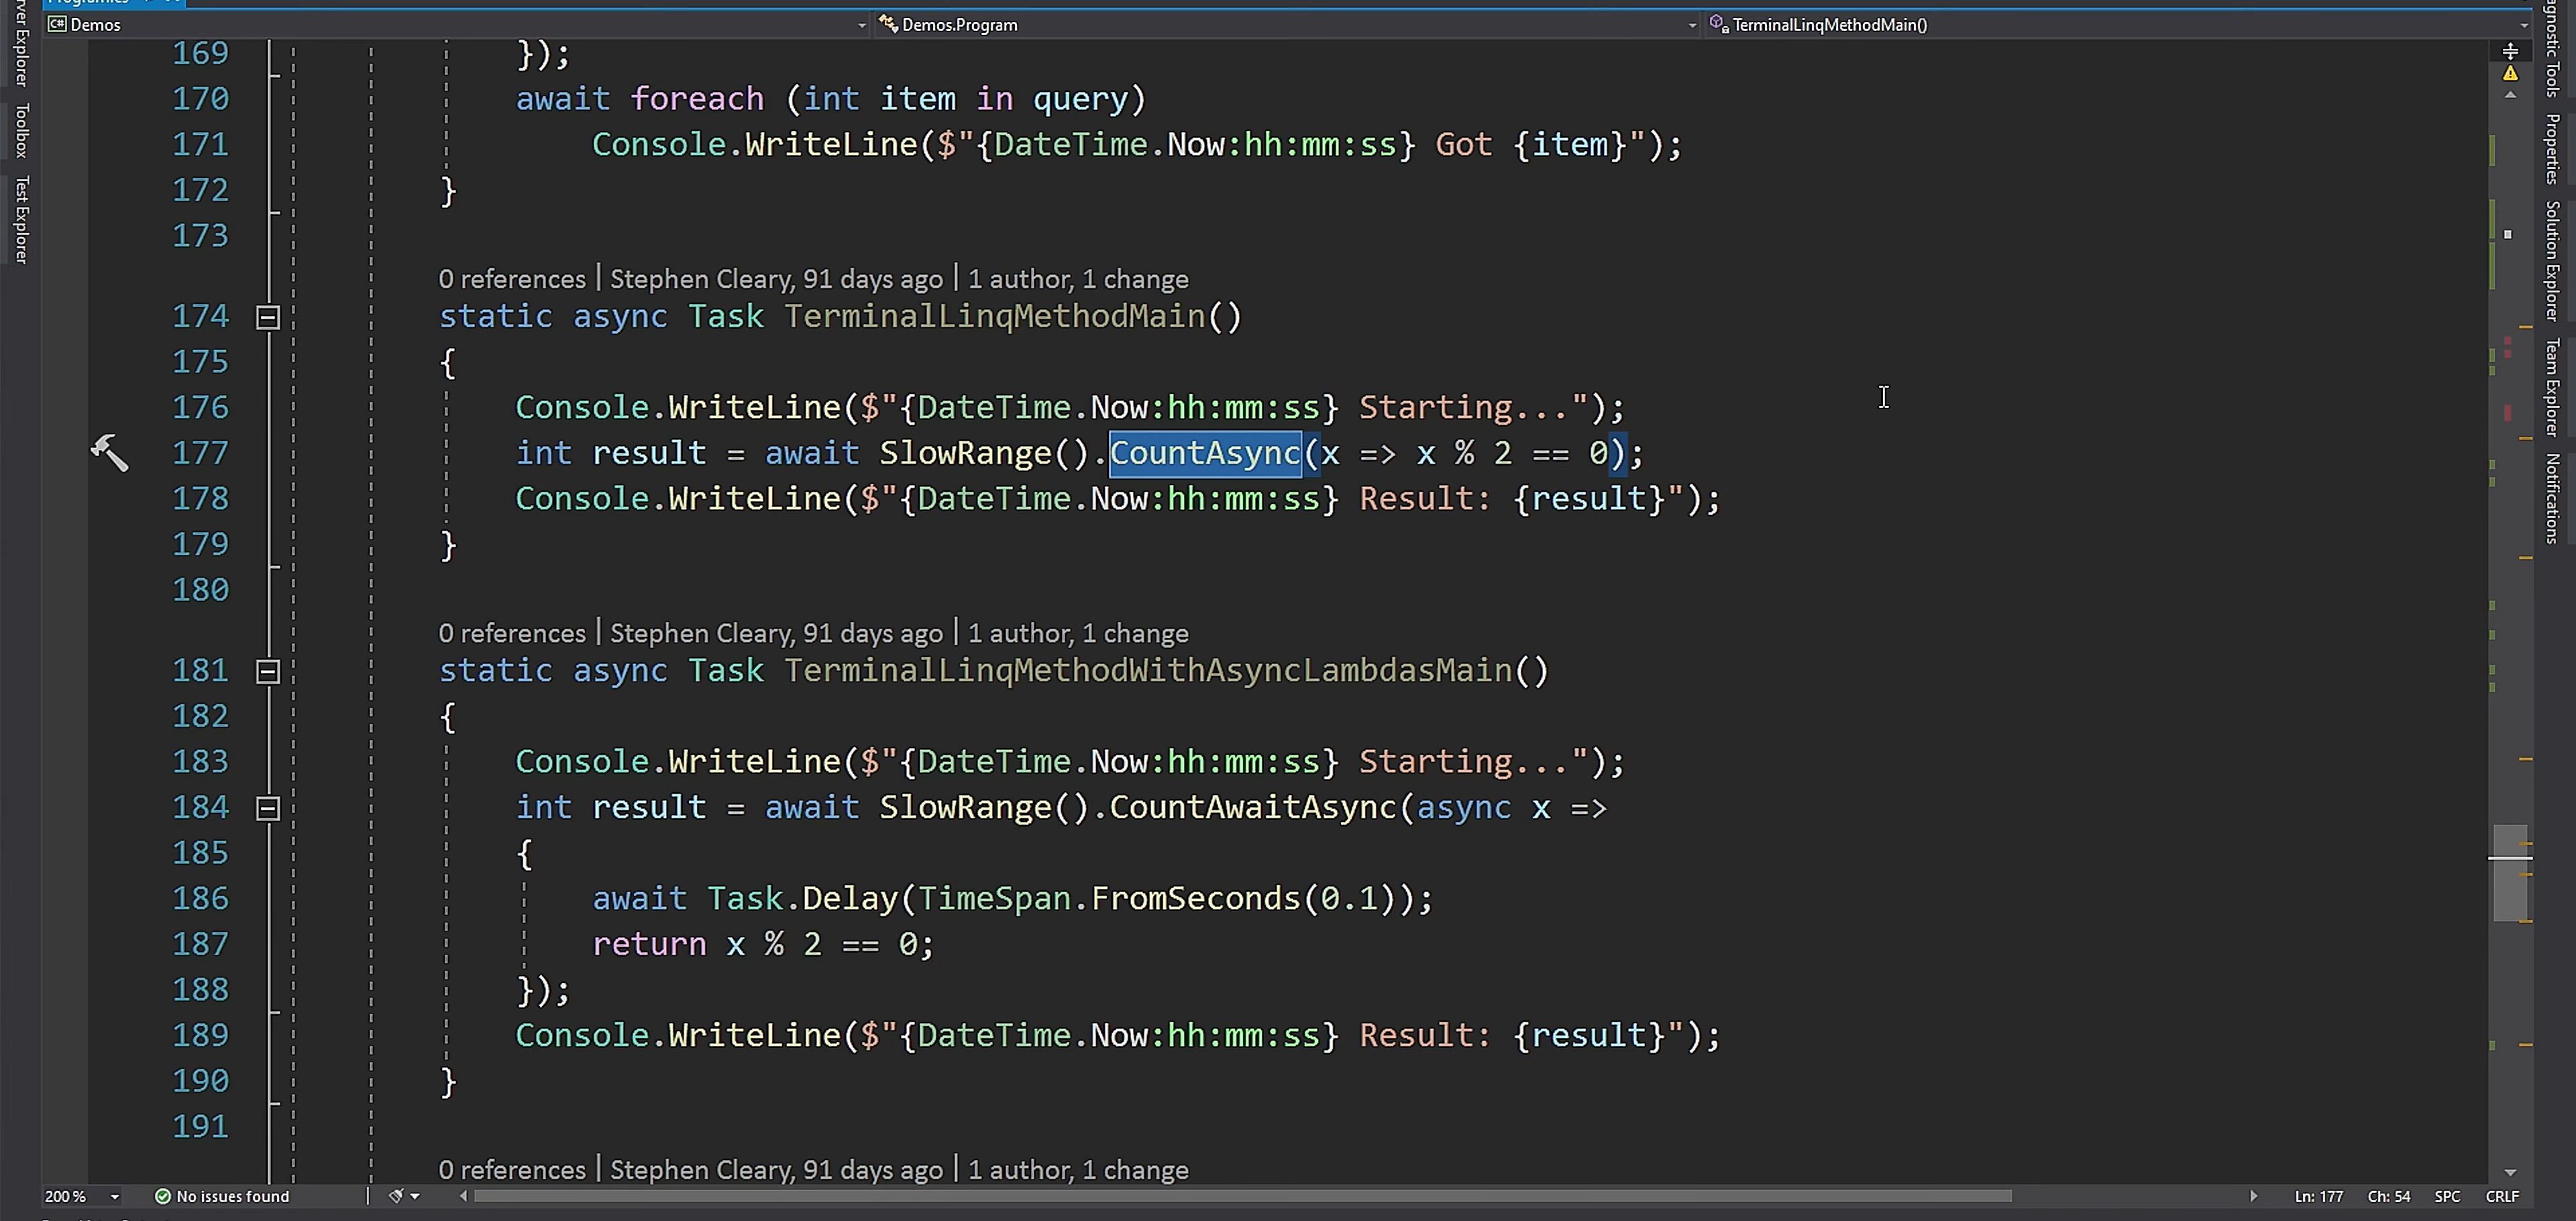 Demos
Demos.Program
TerminalLinqMethodMain()
Server Explorer
Toolbox
Test Explorer
169 });
170 await foreach (int item in query)
171 Console.WriteLine($"{DateTime.Now:hh:mm:ss} Got {item}");
172 }
173
0 references | Stephen Cleary, 91 days ago | 1 author, 1 change
174 static async Task TerminalLinqMethodMain()
175 {
176 Console.WriteLine($"{DateTime.Now:hh:mm:ss} Starting...");
177 int result = await SlowRange().CountAsync(x => x % 2 == 0);
178 Console.WriteLine($"{DateTime.Now:hh:mm:ss} Result: {result}");
179 }
180
0 references | Stephen Cleary, 91 days ago | 1 author, 1 change
181 static async Task TerminalLinqMethodWithAsyncLambdasMain()
182 {
183 Console.WriteLine($"{DateTime.Now:hh:mm:ss} Starting...");
184 int result = await SlowRange().CountAwaitAsync(async x =>
185 {
186 await Task.Delay(TimeSpan.FromSeconds(0.1));
187 return x % 2 == 0;
188 });
189 Console.WriteLine($"{DateTime.Now:hh:mm:ss} Result: {result}");
190 }
191
0 references | Stephen Cleary, 91 days ago | 1 author, 1 change
Tools
Properties
Solution Explorer
Team Explorer
Notifications
200 % No issues found Ln: 177 Ch: 54 SPC CRLF